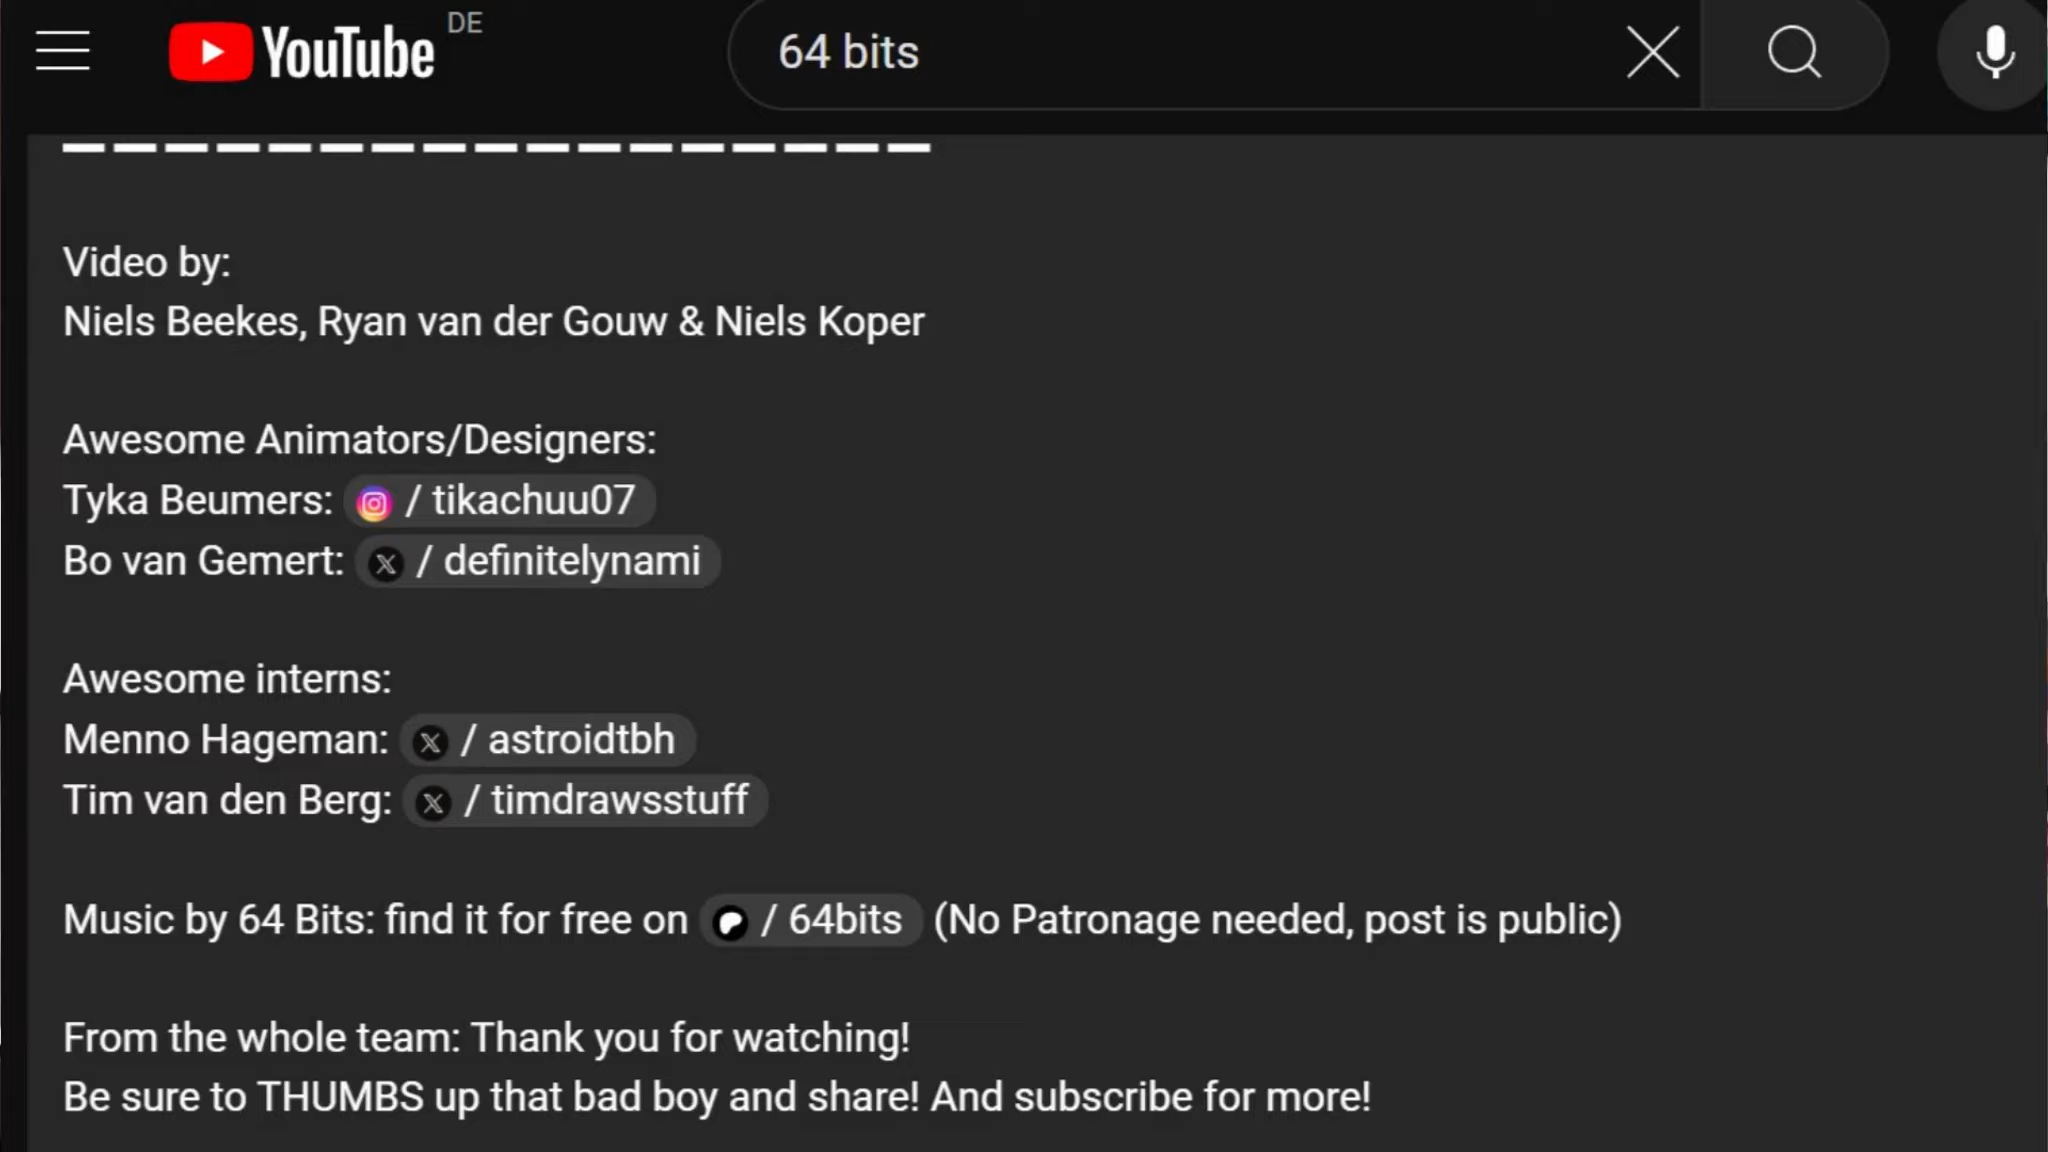 YouTube DE
64 bits
Video by:
Niels Beekes, Ryan van der Gouw & Niels Koper
Awesome Animators/Designers:
Tyka Beumers: / tikachuu07
Bo van Gemert: / definitelynami
Awesome interns:
Menno Hageman: / astroidtbh
Tim van den Berg: / timdrawsstuff
Music by 64 Bits: find it for free on / 64bits (No Patronage needed, post is public)
From the whole team: Thank you for watching!
Be sure to THUMBS up that bad boy and share! And subscribe for more!